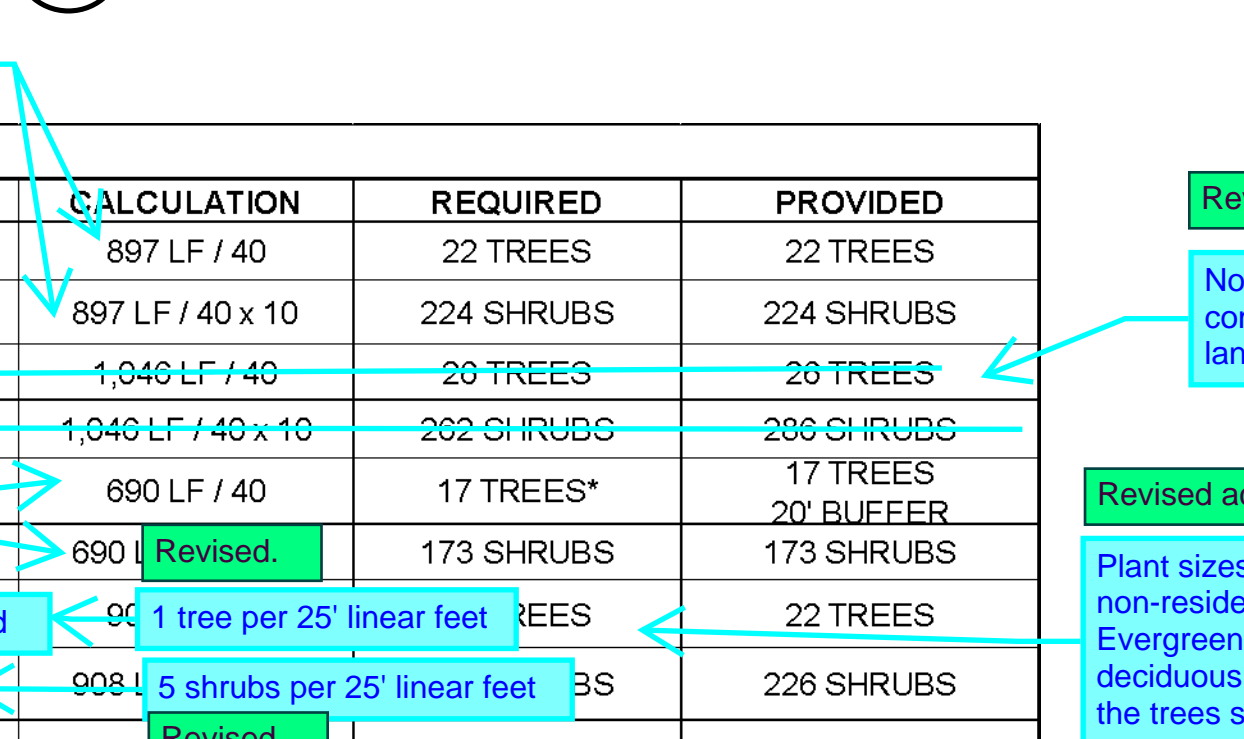 CALCULATION REQUIRED PROVIDED
897 LF / 40 22 TREES 22 TREES
897 LF / 40 x 10 224 SHRUBS 224 SHRUBS
1,046 LF / 40 26 TREES 26 TREES
1,046 LF / 40 x 10 262 SHRUBS 286 SHRUBS
690 LF / 40 17 TREES* 17 TREES
20' BUFFER
690 Revised. 173 SHRUBS 173 SHRUBS
1 tree per 25' linear feet 22 TREES
908 5 shrubs per 25' linear feet 226 SHRUBS
Revised
Revised
Plant sizes
non-reside
Evergreen
deciduous
the trees s